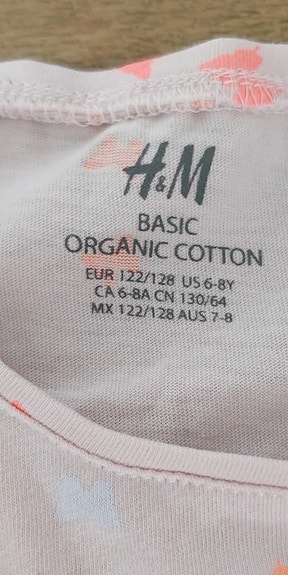 H&M
BASIC
ORGANIC COTTON
EUR 122/128 US 6-8Y
CA 6-8A CN 130/64
MX 122/128 AUS 7-8